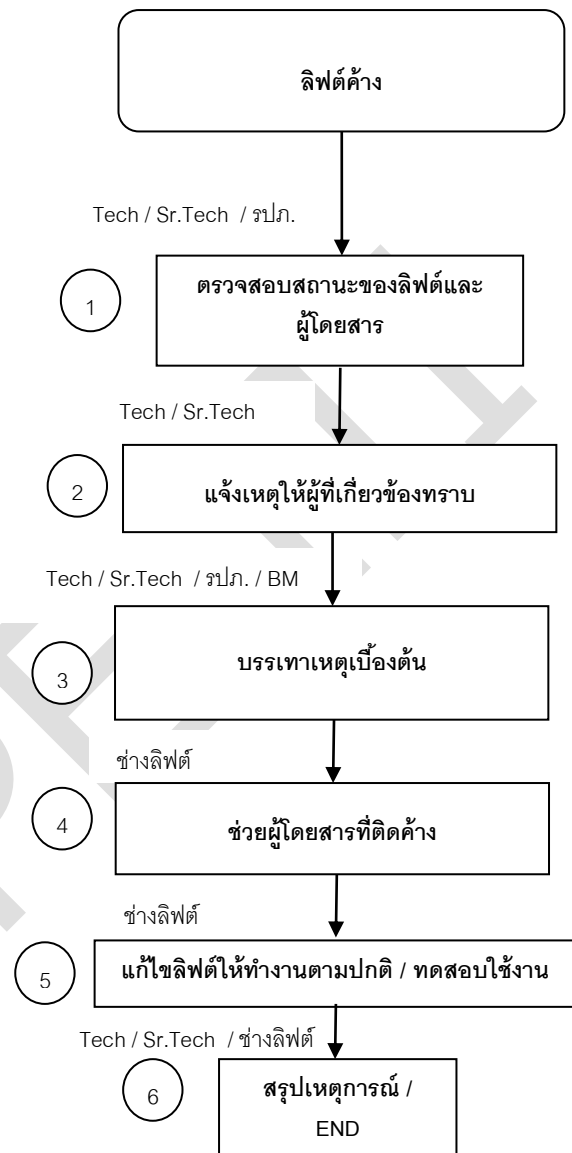 ลิฟต์ค้าง
Tech / Sr.Tech / รปภ.
1
ตรวจสอบสถานะของลิฟต์และ
ผู้โดยสาร
Tech / Sr.Tech
2
แจ้งเหตุให้ผู้ที่เกี่ยวข้องทราบ
Tech / Sr.Tech / รปภ. / BM
3
บรรเทาเหตุเบื้องต้น
ช่างลิฟต์
4
ช่วยผู้โดยสารที่ติดค้าง
ช่างลิฟต์
5
แก้ไขลิฟต์ให้ทำงานตามปกติ / ทดสอบใช้งาน
Tech / Sr.Tech / ช่างลิฟต์
6
สรุปเหตุการณ์ /
END